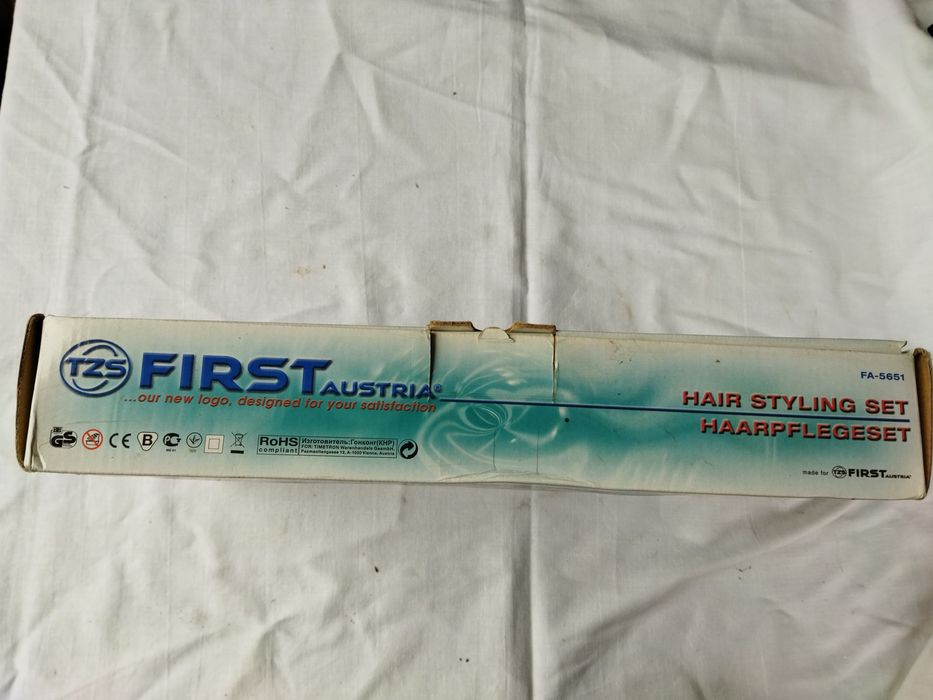 TZS FIRST AUSTRIA®
...our new logo, designed for your satisfaction
GS
CE
B
RoHS compliant
Изготовитель:Гонконг(КНР)
FOR: TIMETRON Warenhandels GesmbH
Pazmanitengasse 12, A-1020 Vienna, Austria
FA-5651
HAIR STYLING SET
HAARPFLEGESET
made for TZS FIRST AUSTRIA